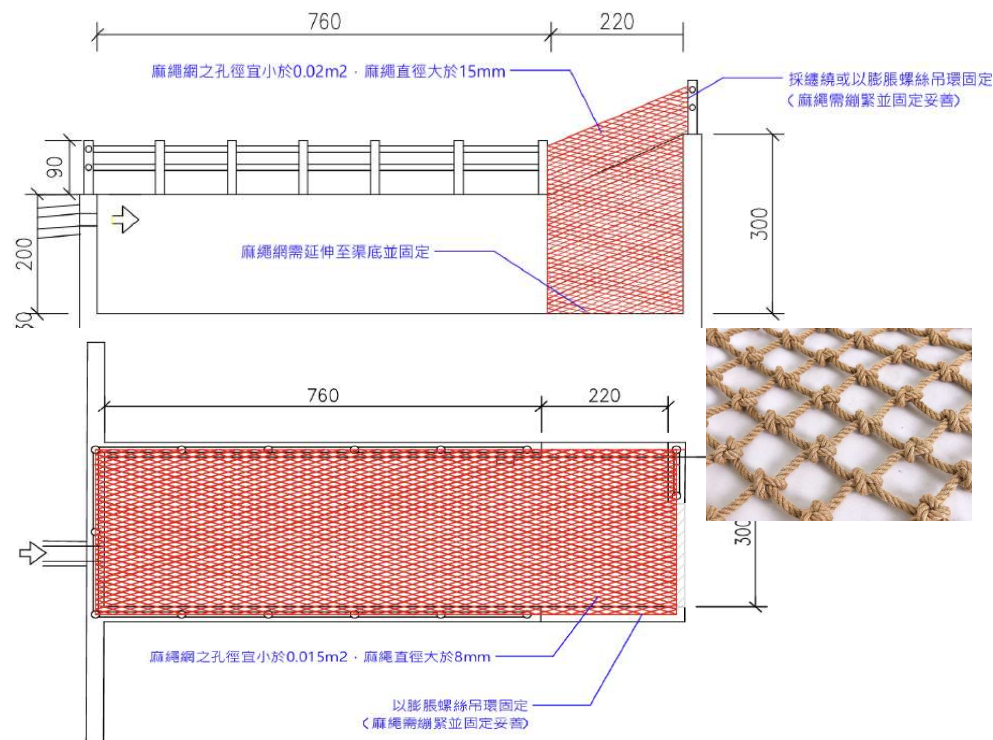 760
220
麻繩網之孔徑宜小於0.02m2，麻繩直徑大於15mm
採纏繞或以膨脹螺絲吊環固定
（麻繩需繃緊並固定妥善）
90
200
300
麻繩網需延伸至渠底並固定
760
220
300
麻繩網之孔徑宜小於0.015m2，麻繩直徑大於8mm
以膨脹螺絲吊環固定
（麻繩需繃緊並固定妥善）